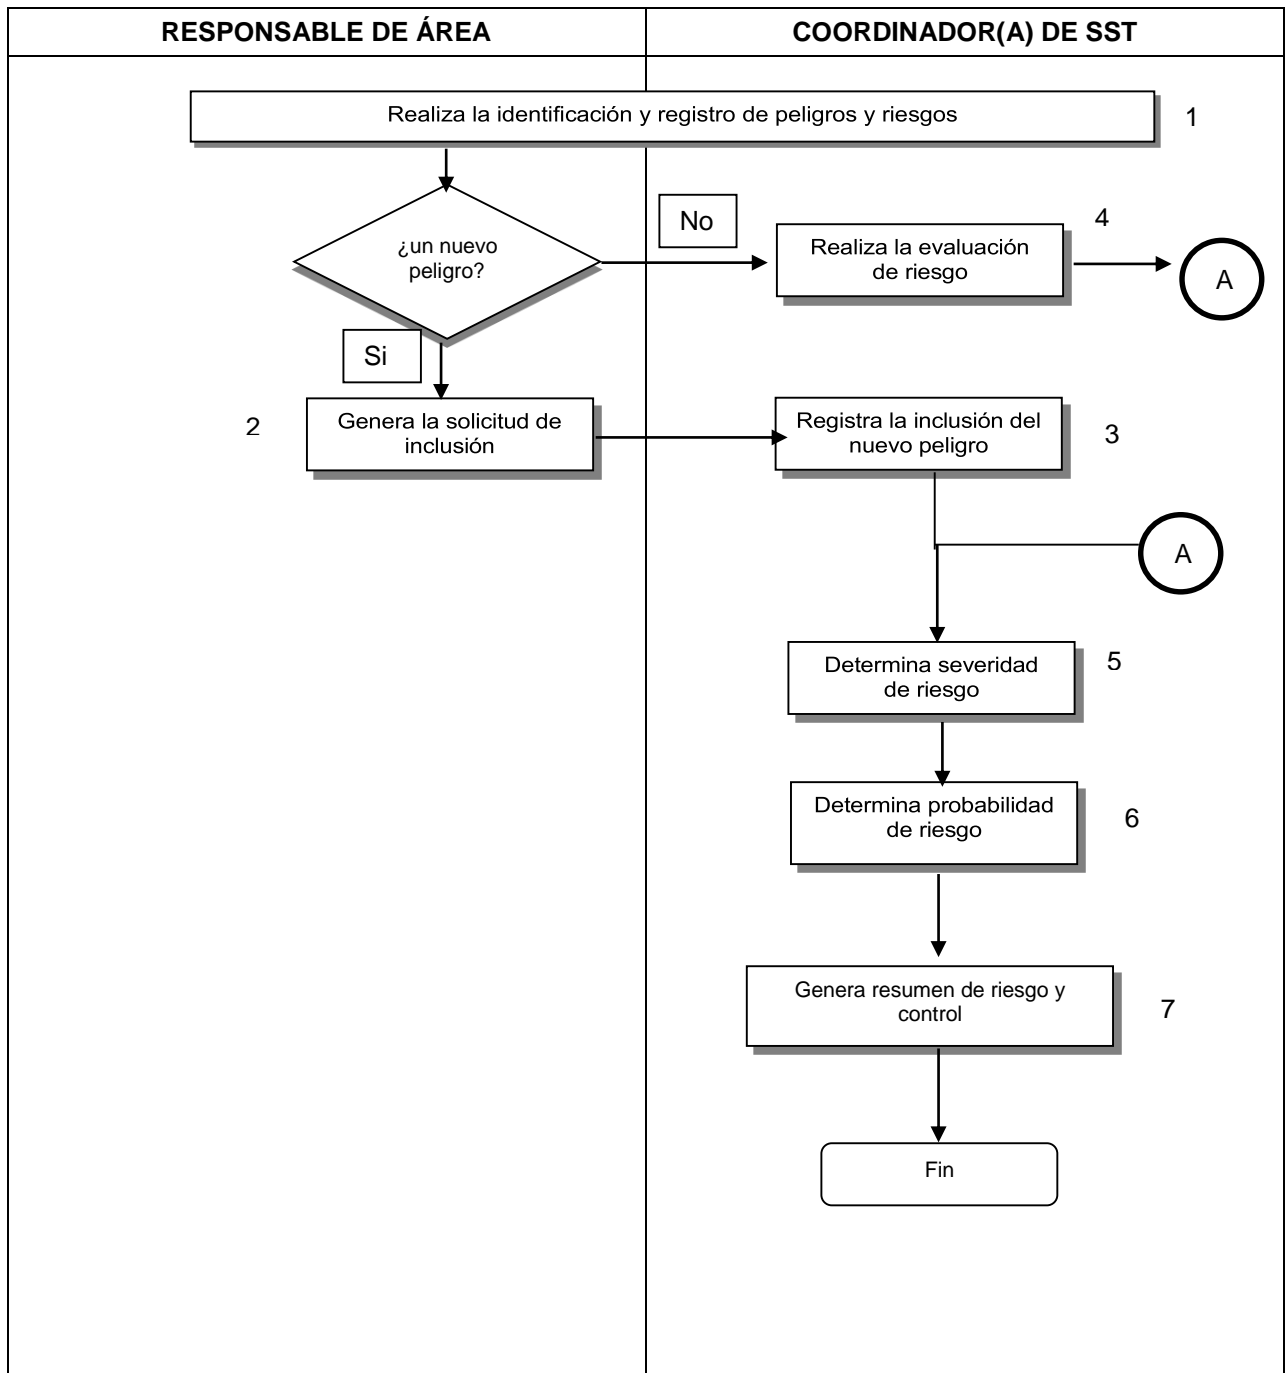 RESPONSABLE DE ÁREA
COORDINADOR(A) DE SST
Realiza la identificación y registro de peligros y riesgos
1
¿un nuevo
peligro?
No
Realiza la evaluación
de riesgo
4
A
Si
2
Genera la solicitud de
inclusión
Registra la inclusión del
nuevo peligro
3
A
Determina severidad
de riesgo
5
Determina probabilidad
de riesgo
6
Genera resumen de riesgo y
control
7
Fin